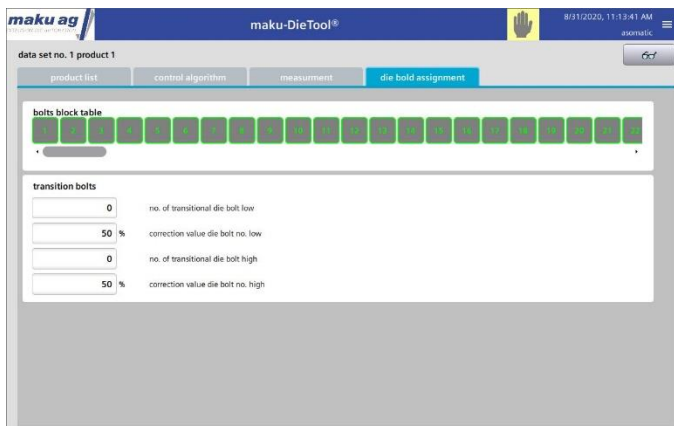 maku ag
maku-DieTool®
8/31/2020, 11:13:41 AM
asomatic
data set no. 1 product 1
product list
control algorithm
measurment
die bold assignment
bolts block table
1 2 3 4 5 6 7 8 9 10 11 12 13 14 15 16 17 18 19 20 21 22
transition bolts
0 no. of transitional die bolt low
50 % correction value die bolt no. low
0 no. of transitional die bolt high
50 % correction value die bolt no. high